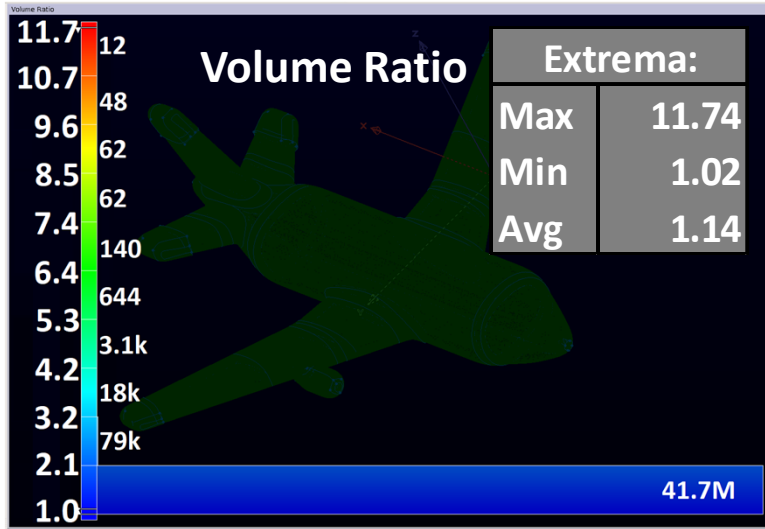 Volume Ratio
Volume Ratio
Extrema:
Max 11.74
Min 1.02
Avg 1.14
11.7
12
10.7
48
9.6
62
8.5
62
7.4
140
6.4
644
5.3
3.1k
4.2
18k
3.2
79k
2.1
41.7M
1.0
X
Z
Y